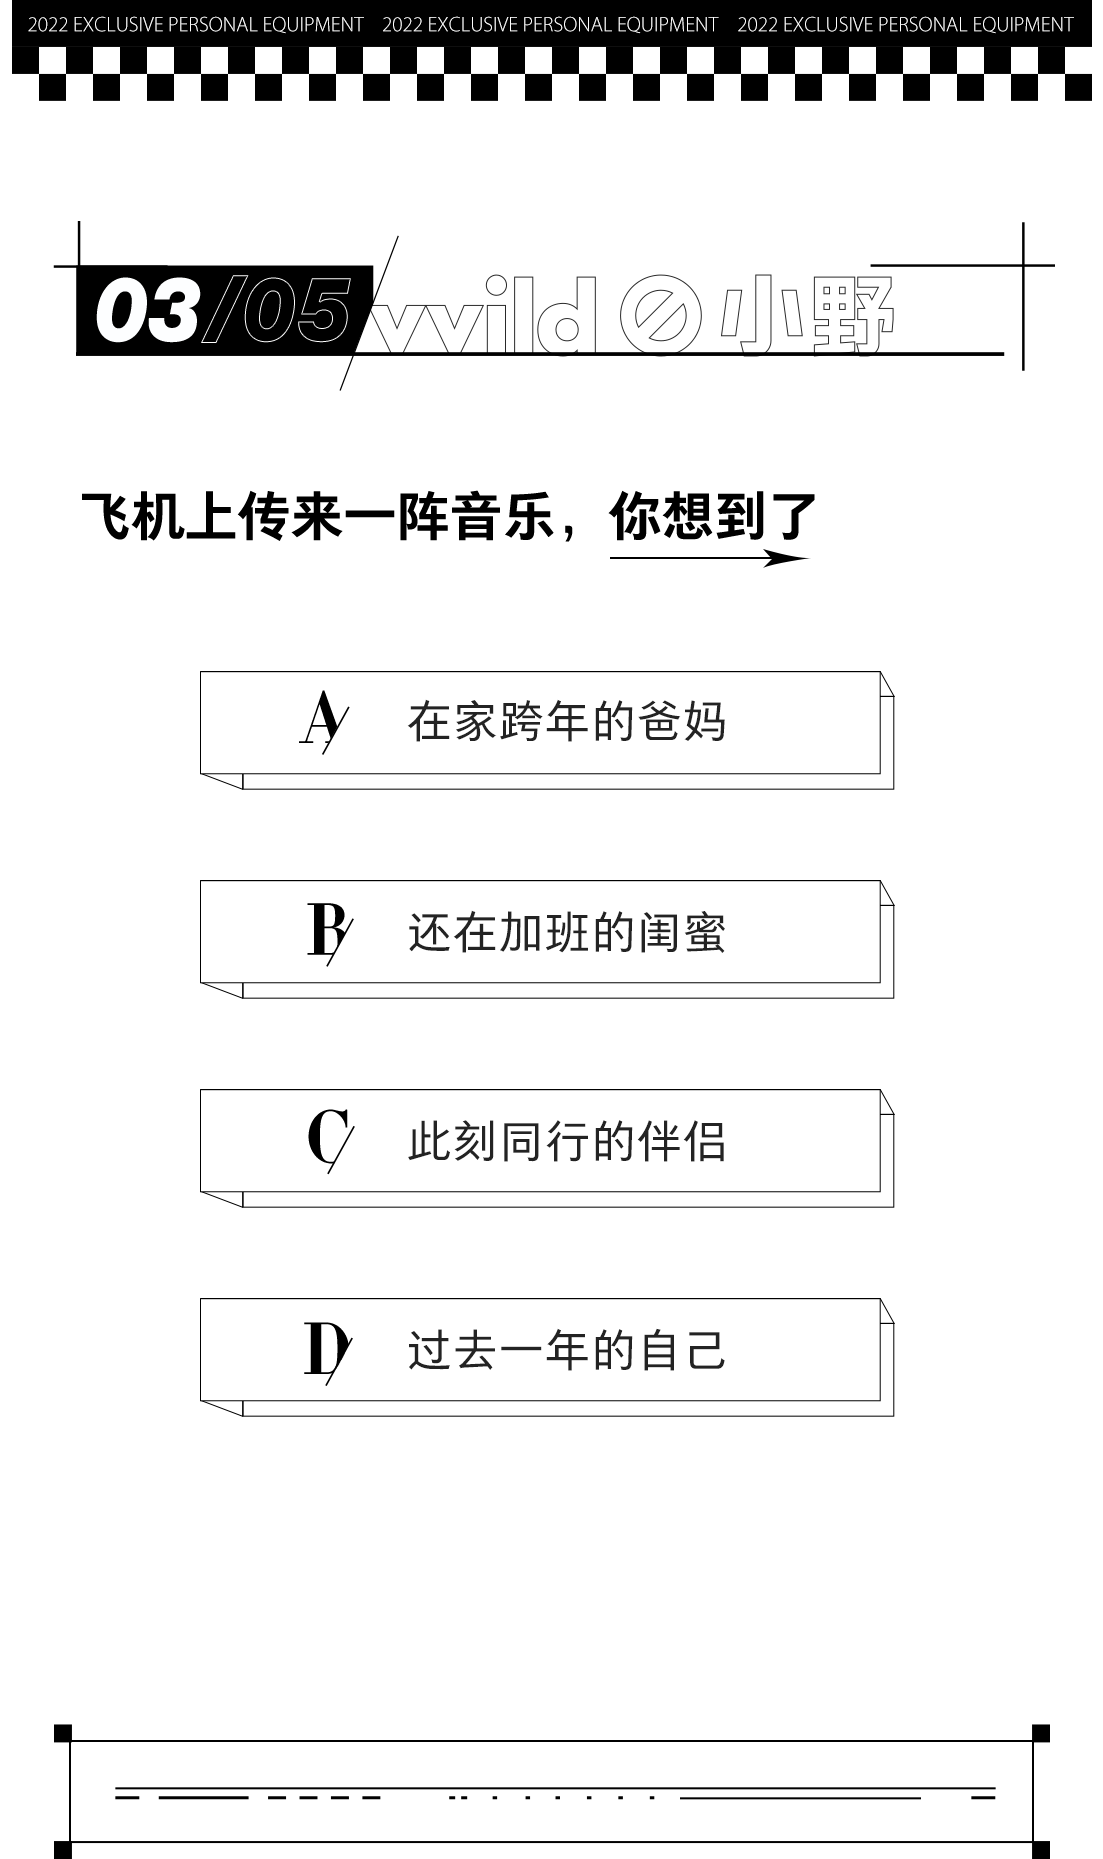 2022 EXCLUSIVE PERSONAL EQUIPMENT 2022 EXCLUSIVE PERSONAL EQUIPMENT 2022 EXCLUSIVE PERSONAL EQUIPMENT
03/05 vvild 小野
飞机上传来一阵音乐，你想到了
A 在家跨年的爸妈
B 还在加班的闺蜜
C 此刻同行的伴侣
D 过去一年的自己